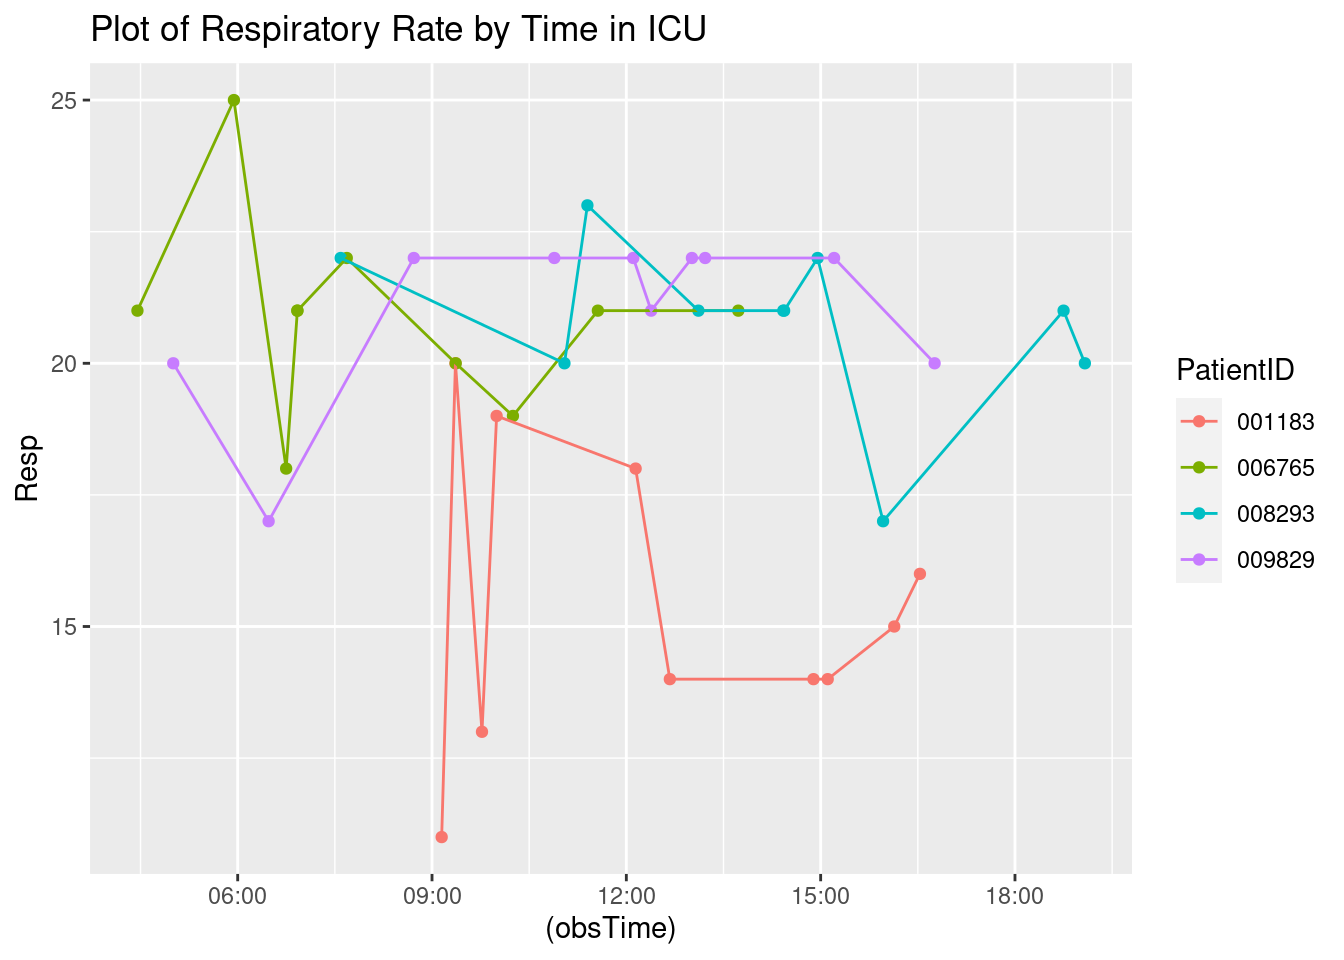 Plot of Respiratory Rate by Time in ICU
25
20
15
Resp
06:00 09:00 12:00 15:00 18:00
(obsTime)
PatientID
001183
006765
008293
009829